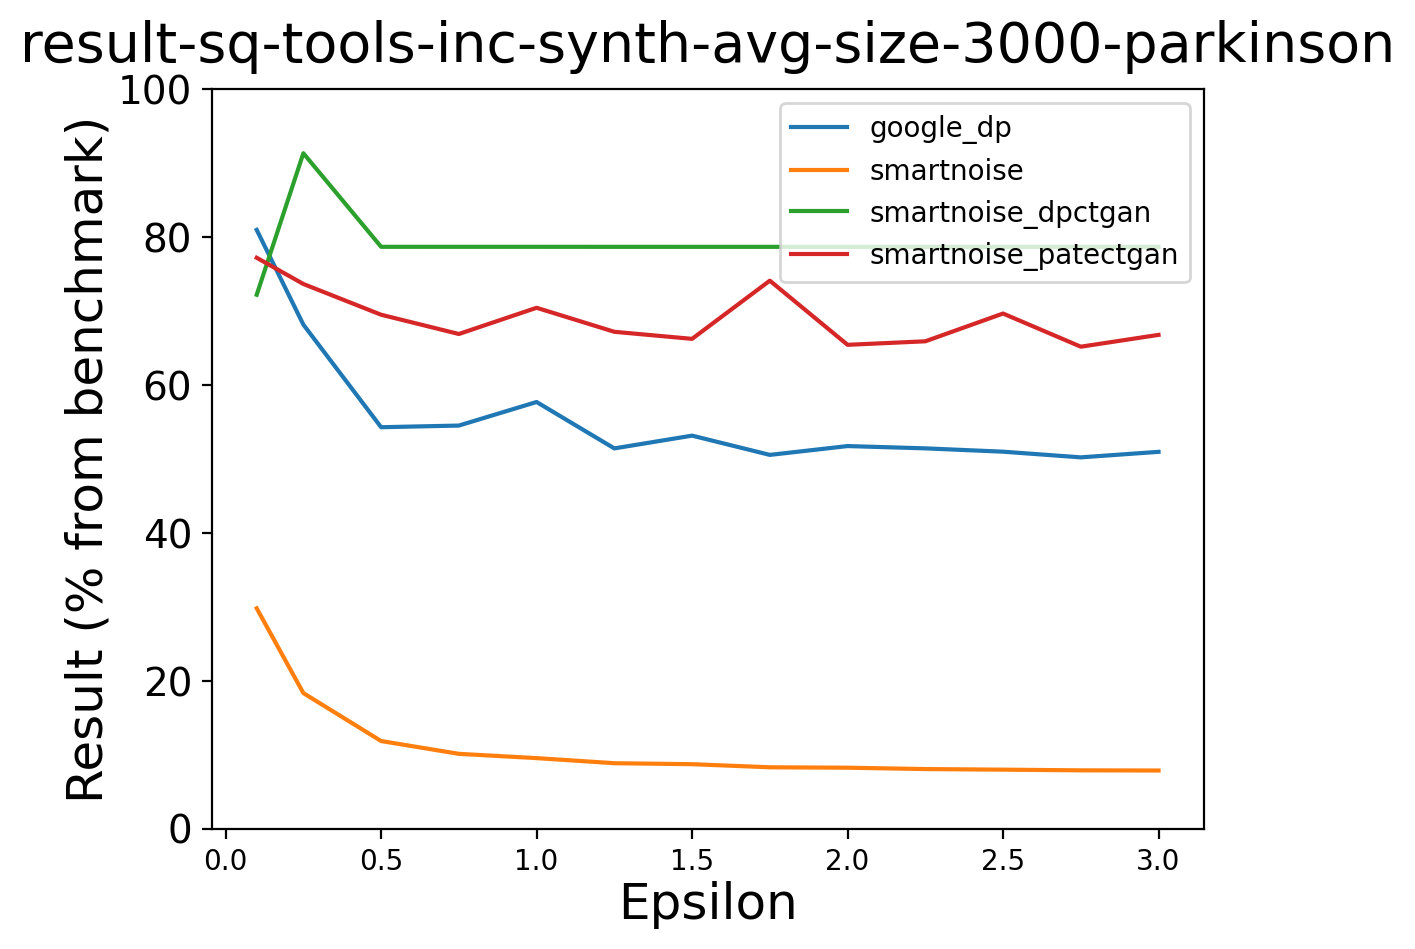 result-sq-tools-inc-synth-avg-size-3000-parkinson
Result (% from benchmark)
100
80
60
40
20
0
google_dp
smartnoise
smartnoise_dpctgan
smartnoise_patectgan
0.0 0.5 1.0 1.5 2.0 2.5 3.0
Epsilon